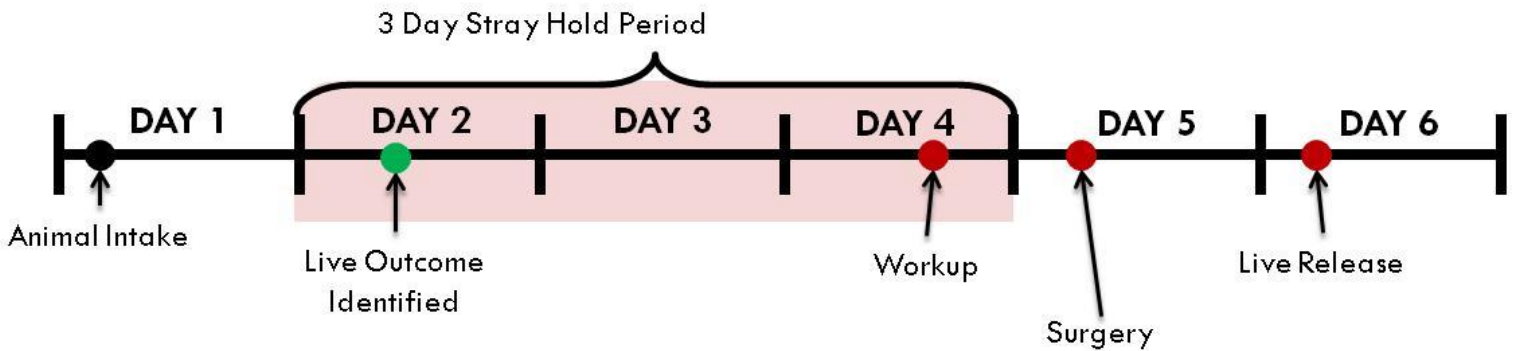 3 Day Stray Hold Period
DAY 1
DAY 2
DAY 3
DAY 4
DAY 5
DAY 6
Animal Intake
Live Outcome
Identified
Workup
Surgery
Live Release